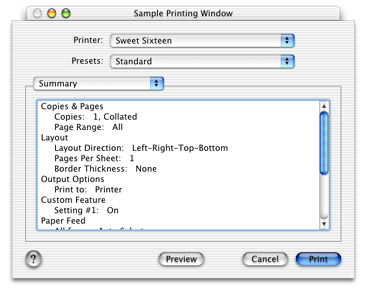 Sample Printing Window
Printer: Sweet Sixteen
Presets: Standard
Summary
Copies & Pages
Copies: 1, Collated
Page Range: All
Layout
Layout Direction: Left-Right-Top-Bottom
Pages Per Sheet: 1
Border Thickness: None
Output Options
Print to: Printer
Custom Feature
Setting #1: On
Paper Feed
? Preview Cancel Print